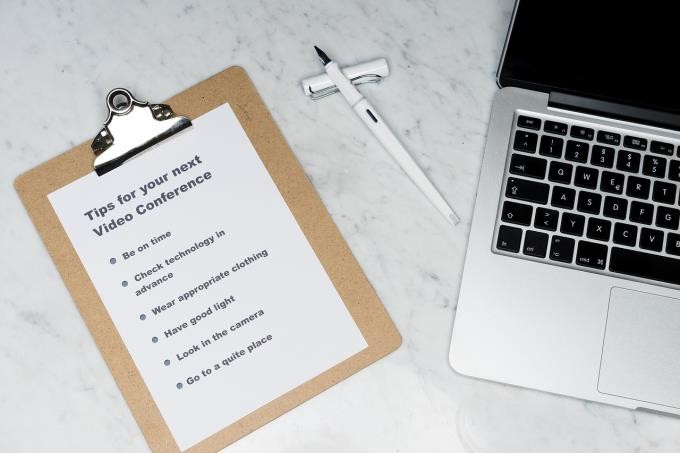 Tips for your next
Video Conference
Be on time
Check technology in
advance
Wear appropriate clothing
Have good light
Look in the camera
Go to a quite place
Q W E R T
A S D F G
Y X C V B
cmd